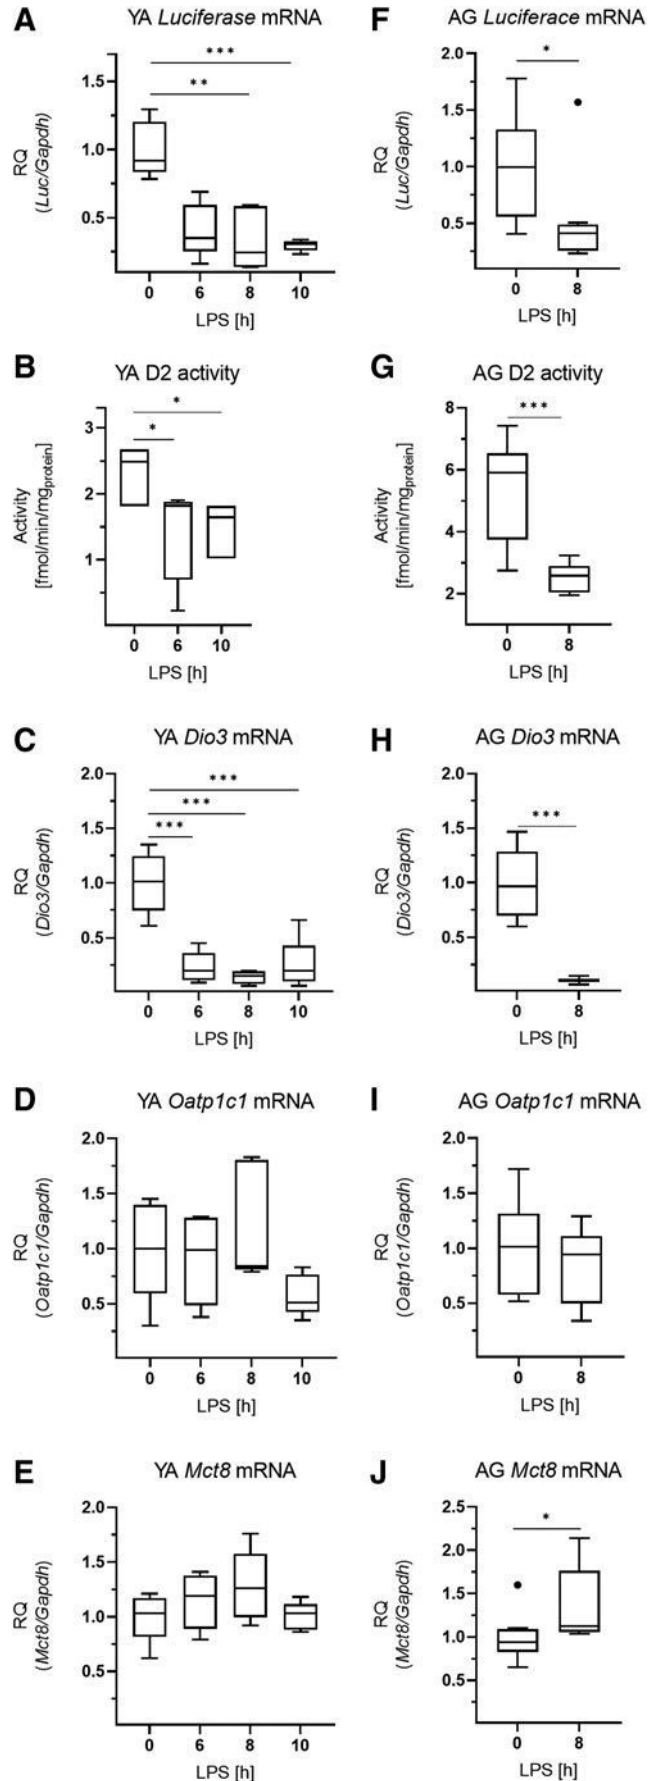 A YA Luciferase mRNA
***
**
RQ
(Luc/Gapdh)
1.5
1.0
0.5
0 6 8 10
LPS [h]
F AG Luciferace mRNA
*
RQ
(Luc/Gapdh)
2.0
1.5
1.0
0.5
0 8
LPS [h]
B YA D2 activity
*
*
Activity
[fmol/min/mgprotein]
3
2
1
0 6 10
LPS [h]
G AG D2 activity
***
Activity
[fmol/min/mgprotein]
8
6
4
2
0 8
LPS [h]
C YA Dio3 mRNA
***
***
***
RQ
(Dio3/Gapdh)
2.0
1.5
1.0
0.5
0 6 8 10
LPS [h]
H AG Dio3 mRNA
***
RQ
(Dio3/Gapdh)
2.0
1.5
1.0
0.5
0 8
LPS [h]
D YA Oatp1c1 mRNA
RQ
(Oatp1c1/Gapdh)
2.0
1.5
1.0
0.5
0 6 8 10
LPS [h]
I AG Oatp1c1 mRNA
RQ
(Oatp1c1/Gapdh)
2.0
1.5
1.0
0.5
0 8
LPS [h]
E YA Mct8 mRNA
RQ
(Mct8/Gapdh)
2.0
1.5
1.0
0.5
0 6 8 10
LPS [h]
J AG Mct8 mRNA
*
RQ
(Mct8/Gapdh)
2.5
2.0
1.5
1.0
0.5
0 8
LPS [h]